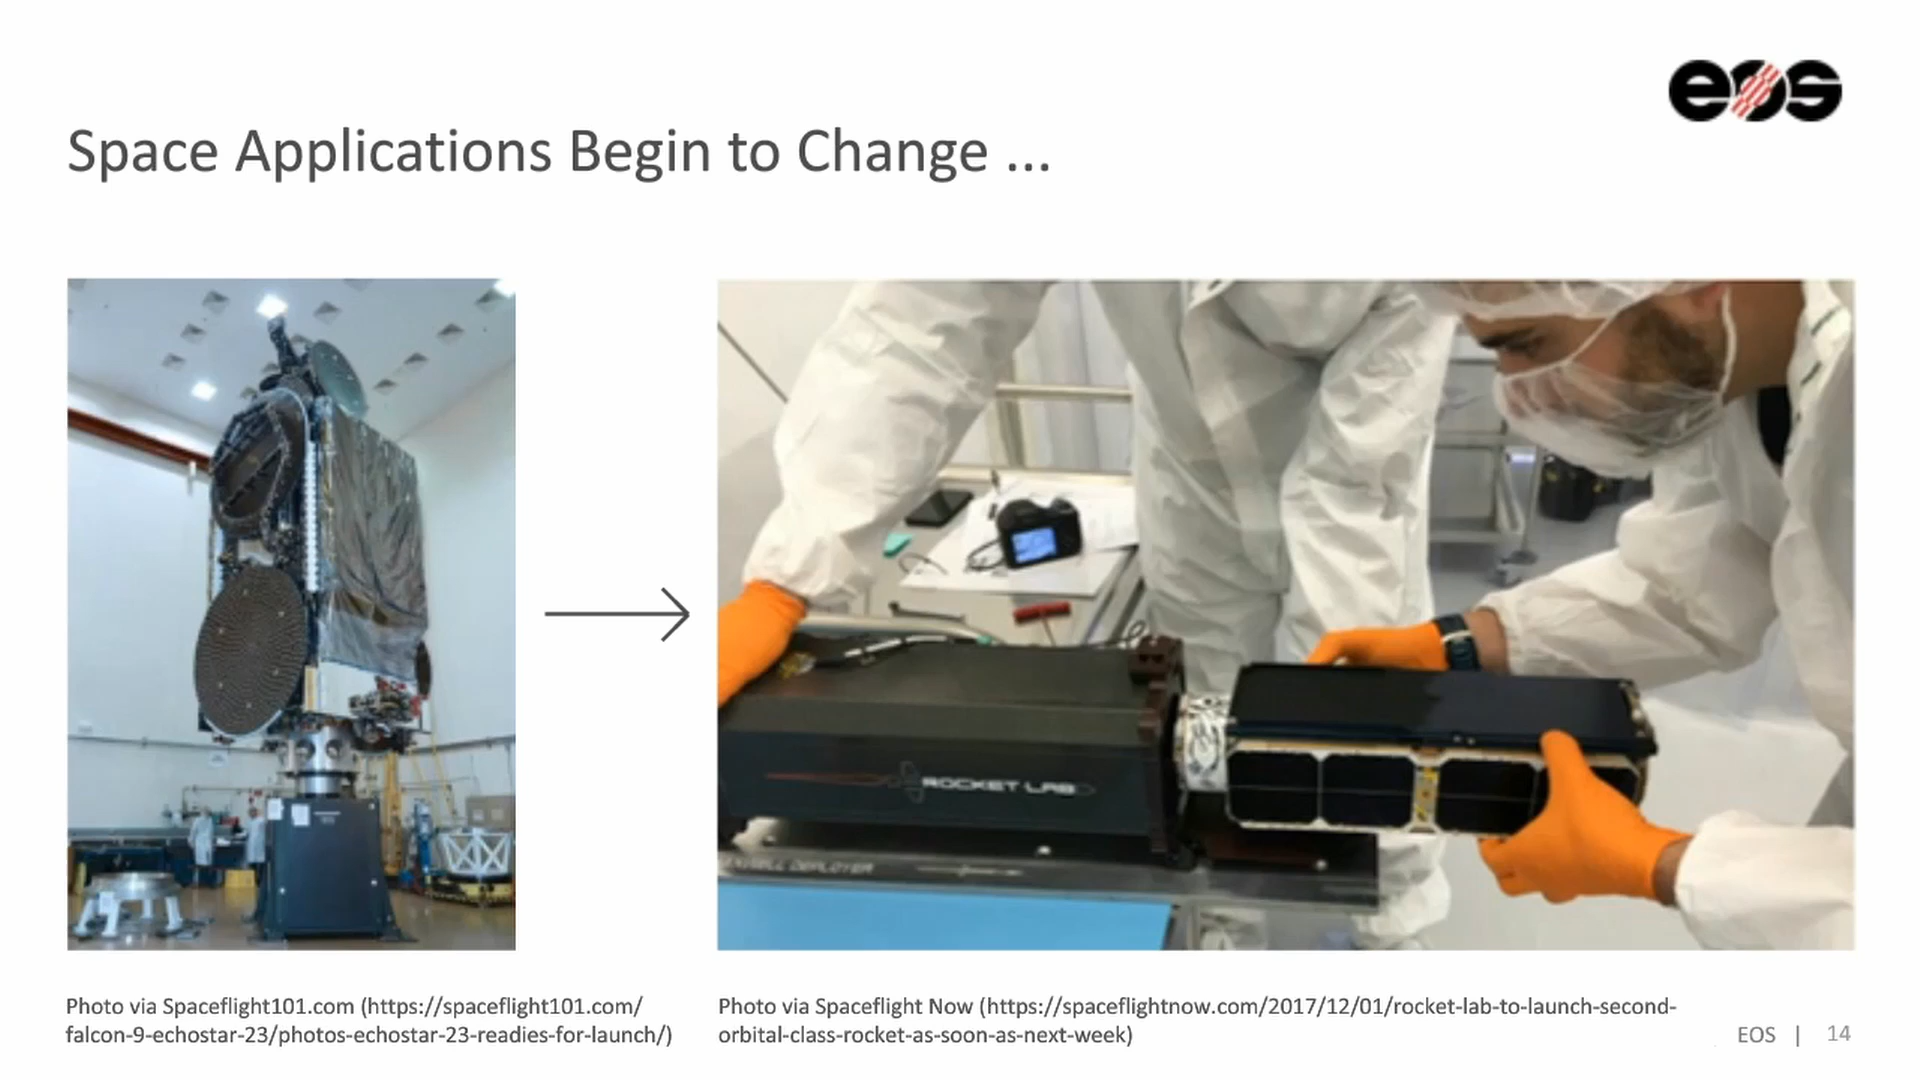 eos
Space Applications Begin to Change ...
ROCKET LAB
Photo via Spaceflight101.com (https://spaceflight101.com/
falcon-9-echostar-23/photos-echostar-23-readies-for-launch/)
Photo via Spaceflight Now (https://spaceflightnow.com/2017/12/01/rocket-lab-to-launch-second-
orbital-class-rocket-as-soon-as-next-week)
EOS | 14